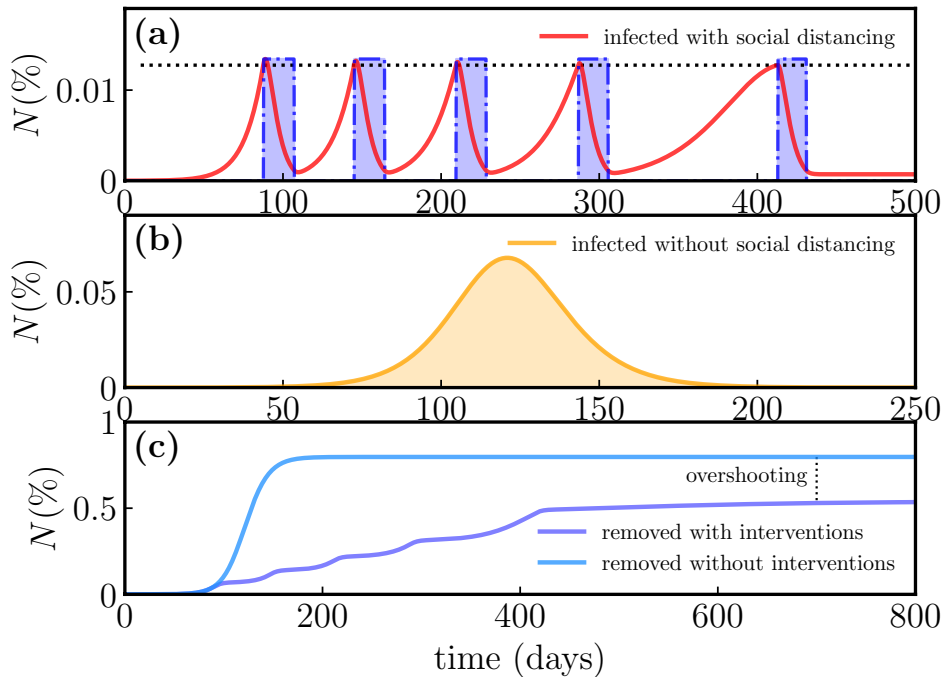 (a)
infected with social distancing
N(%)
0.01
0
0 100 200 300 400 500
(b)
infected without social distancing
N(%)
0.05
0
0 50 100 150 200 250
(c)
1
overshooting
N(%)
0.5
removed with interventions
removed without interventions
0
0 200 400 600 800
time (days)